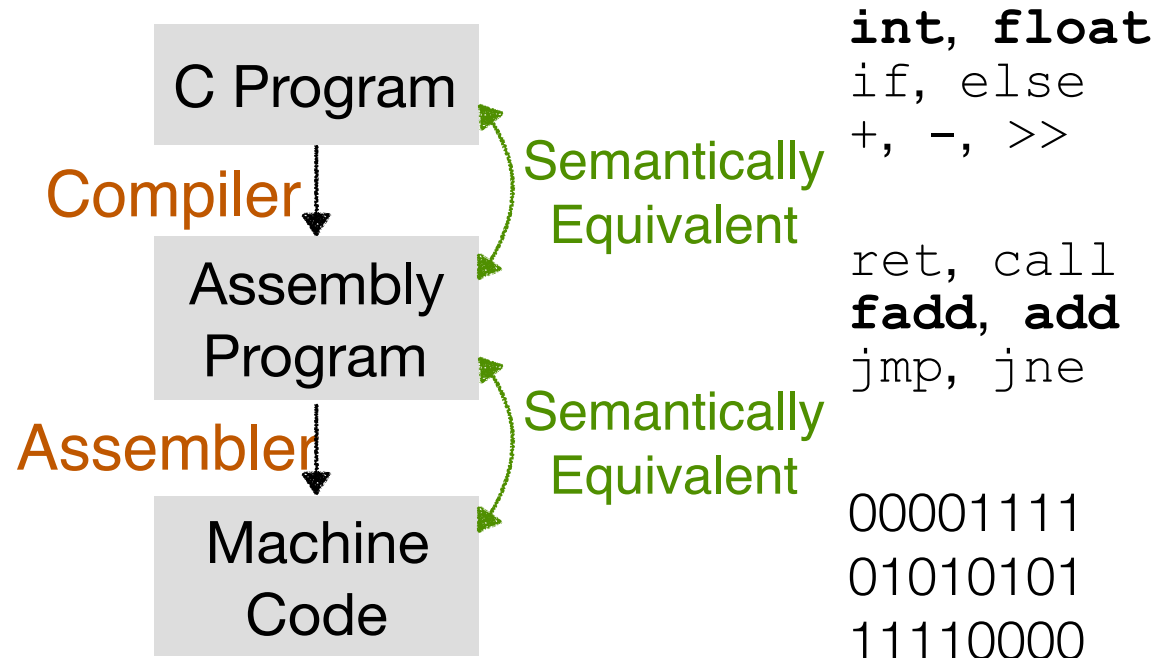 int, float
C Program
if, else
+, -, >>
Semantically
Equivalent
Compiler
Assembly
Program
ret, call
fadd, add
jmp, jne
Semantically
Equivalent
Assembler
Machine
Code
00001111
01010101
11110000